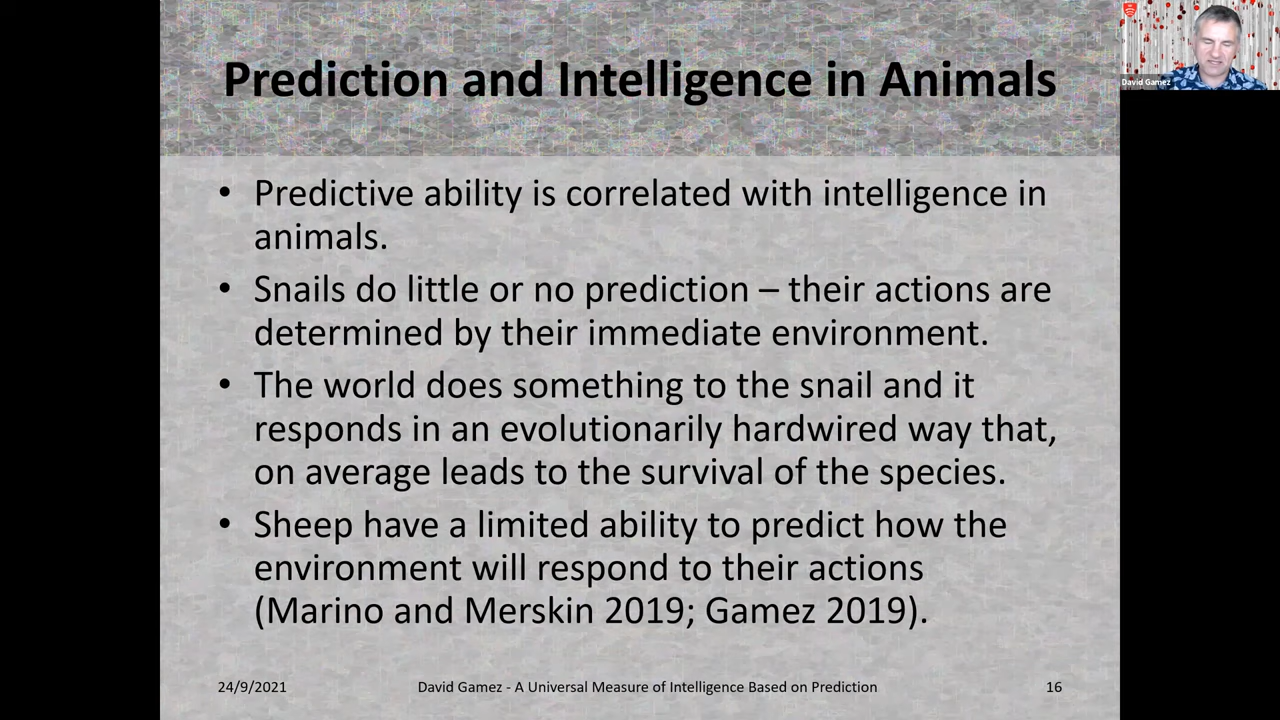 Prediction and Intelligence in Animals
David Gamez
• Predictive ability is correlated with intelligence in
animals.
• Snails do little or no prediction – their actions are
determined by their immediate environment.
• The world does something to the snail and it
responds in an evolutionarily hardwired way that,
on average leads to the survival of the species.
• Sheep have a limited ability to predict how the
environment will respond to their actions
(Marino and Merskin 2019; Gamez 2019).
24/9/2021 David Gamez - A Universal Measure of Intelligence Based on Prediction 16